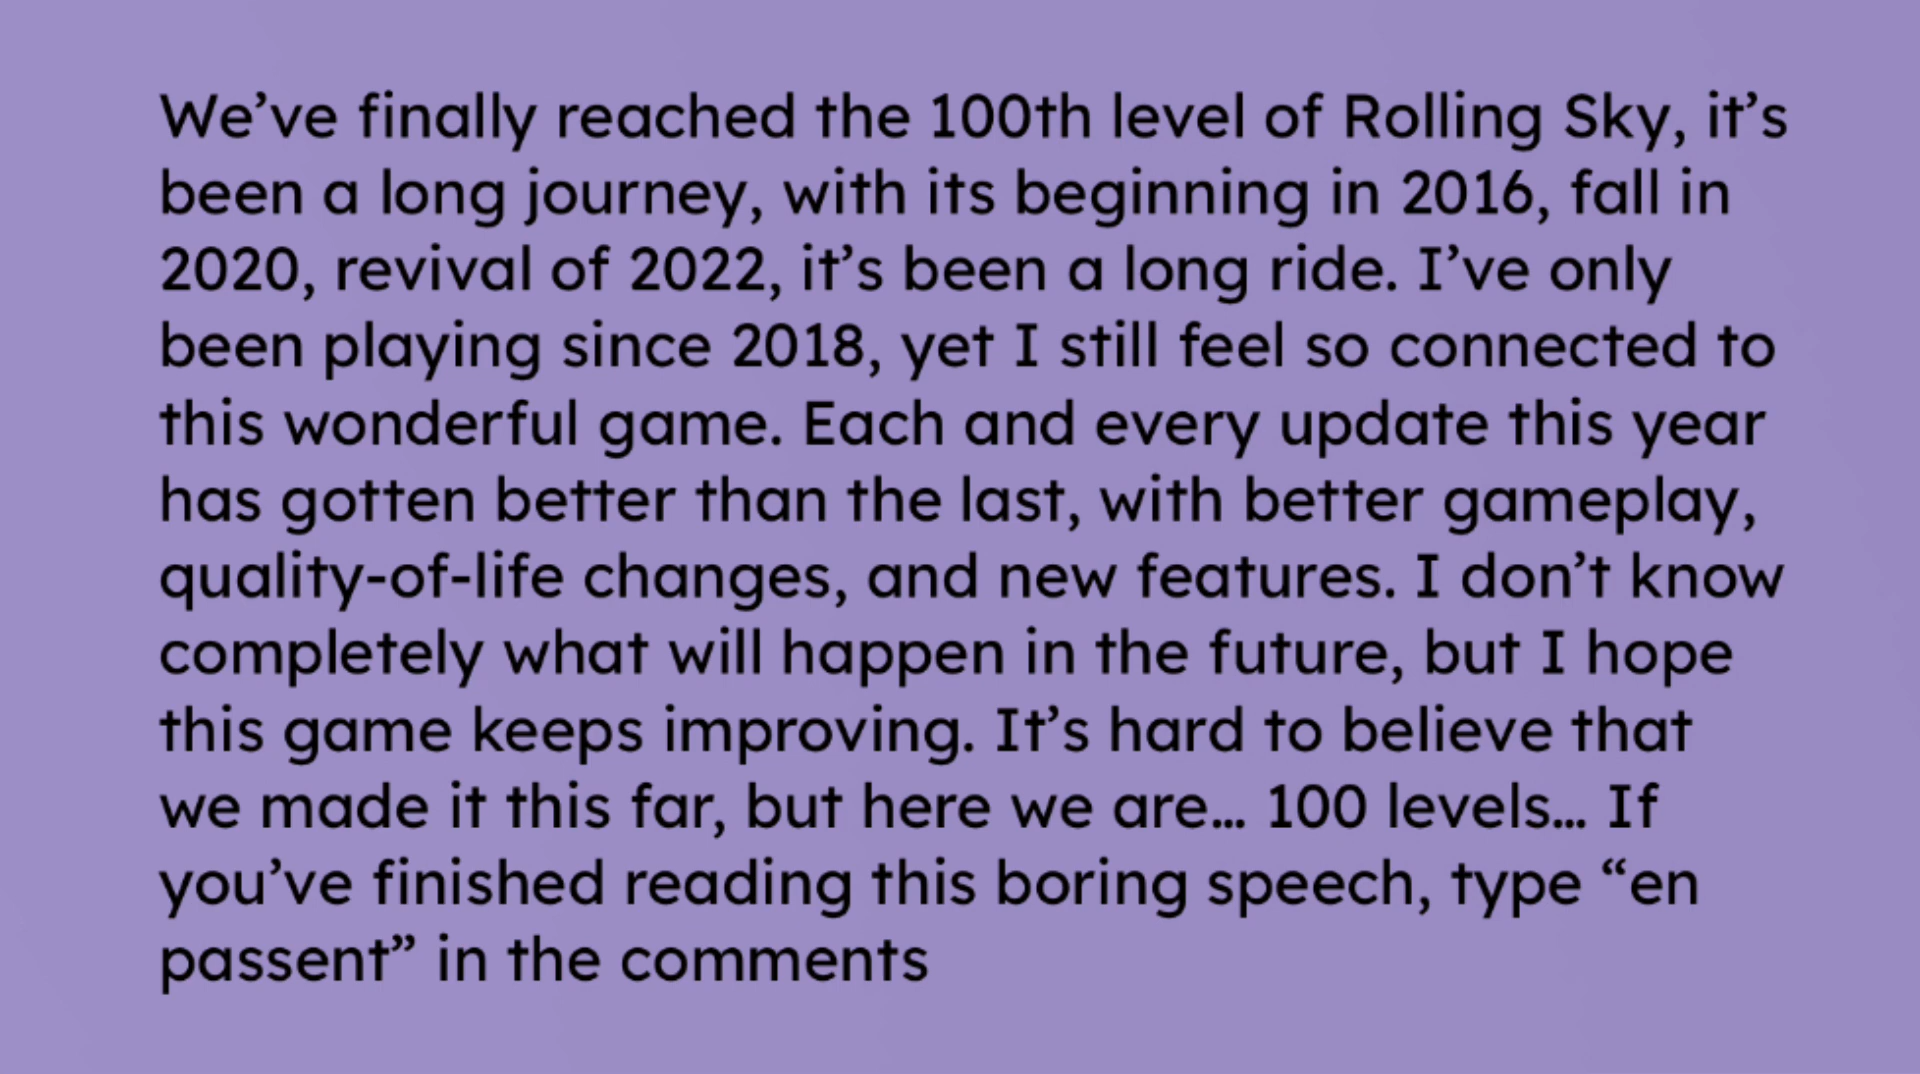 We’ve finally reached the 100th level of Rolling Sky, it’s
been a long journey, with its beginning in 2016, fall in
2020, revival of 2022, it’s been a long ride. I’ve only
been playing since 2018, yet I still feel so connected to
this wonderful game. Each and every update this year
has gotten better than the last, with better gameplay,
quality-of-life changes, and new features. I don’t know
completely what will happen in the future, but I hope
this game keeps improving. It’s hard to believe that
we made it this far, but here we are… 100 levels… If
you’ve finished reading this boring speech, type “en
passent” in the comments